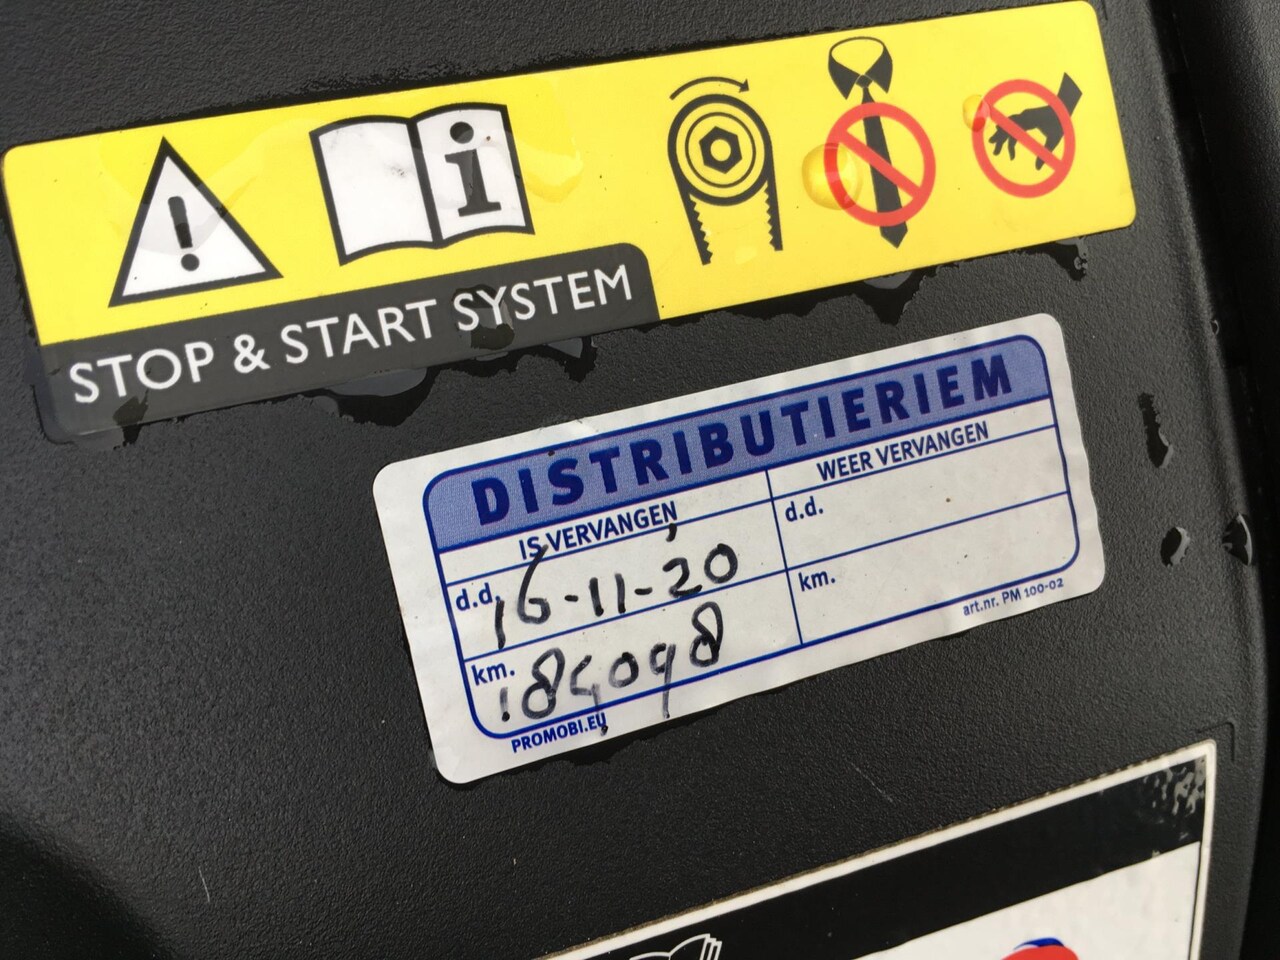 STOP & START SYSTEM
DISTRIBUTIERIEM
IS VERVANGEN
WEER VERVANGEN
d.d. 16-11-20
d.d.
km. 184098
km.
PROMOBI.EU
art.nr. PM 100-02